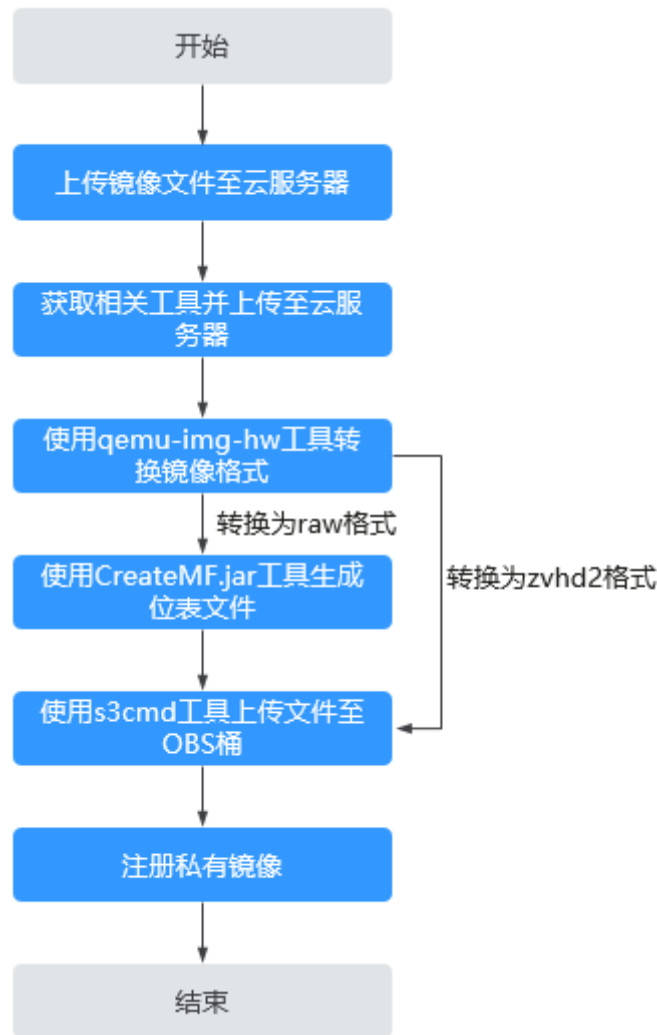 开始
上传镜像文件至云服务器
获取相关工具并上传至云服
务器
使用qemu-img-hw工具转
换镜像格式
转换为raw格式
使用CreateMF.jar工具生成
位表文件
转换为zvhd2格式
使用s3cmd工具上传文件至
OBS桶
注册私有镜像
结束